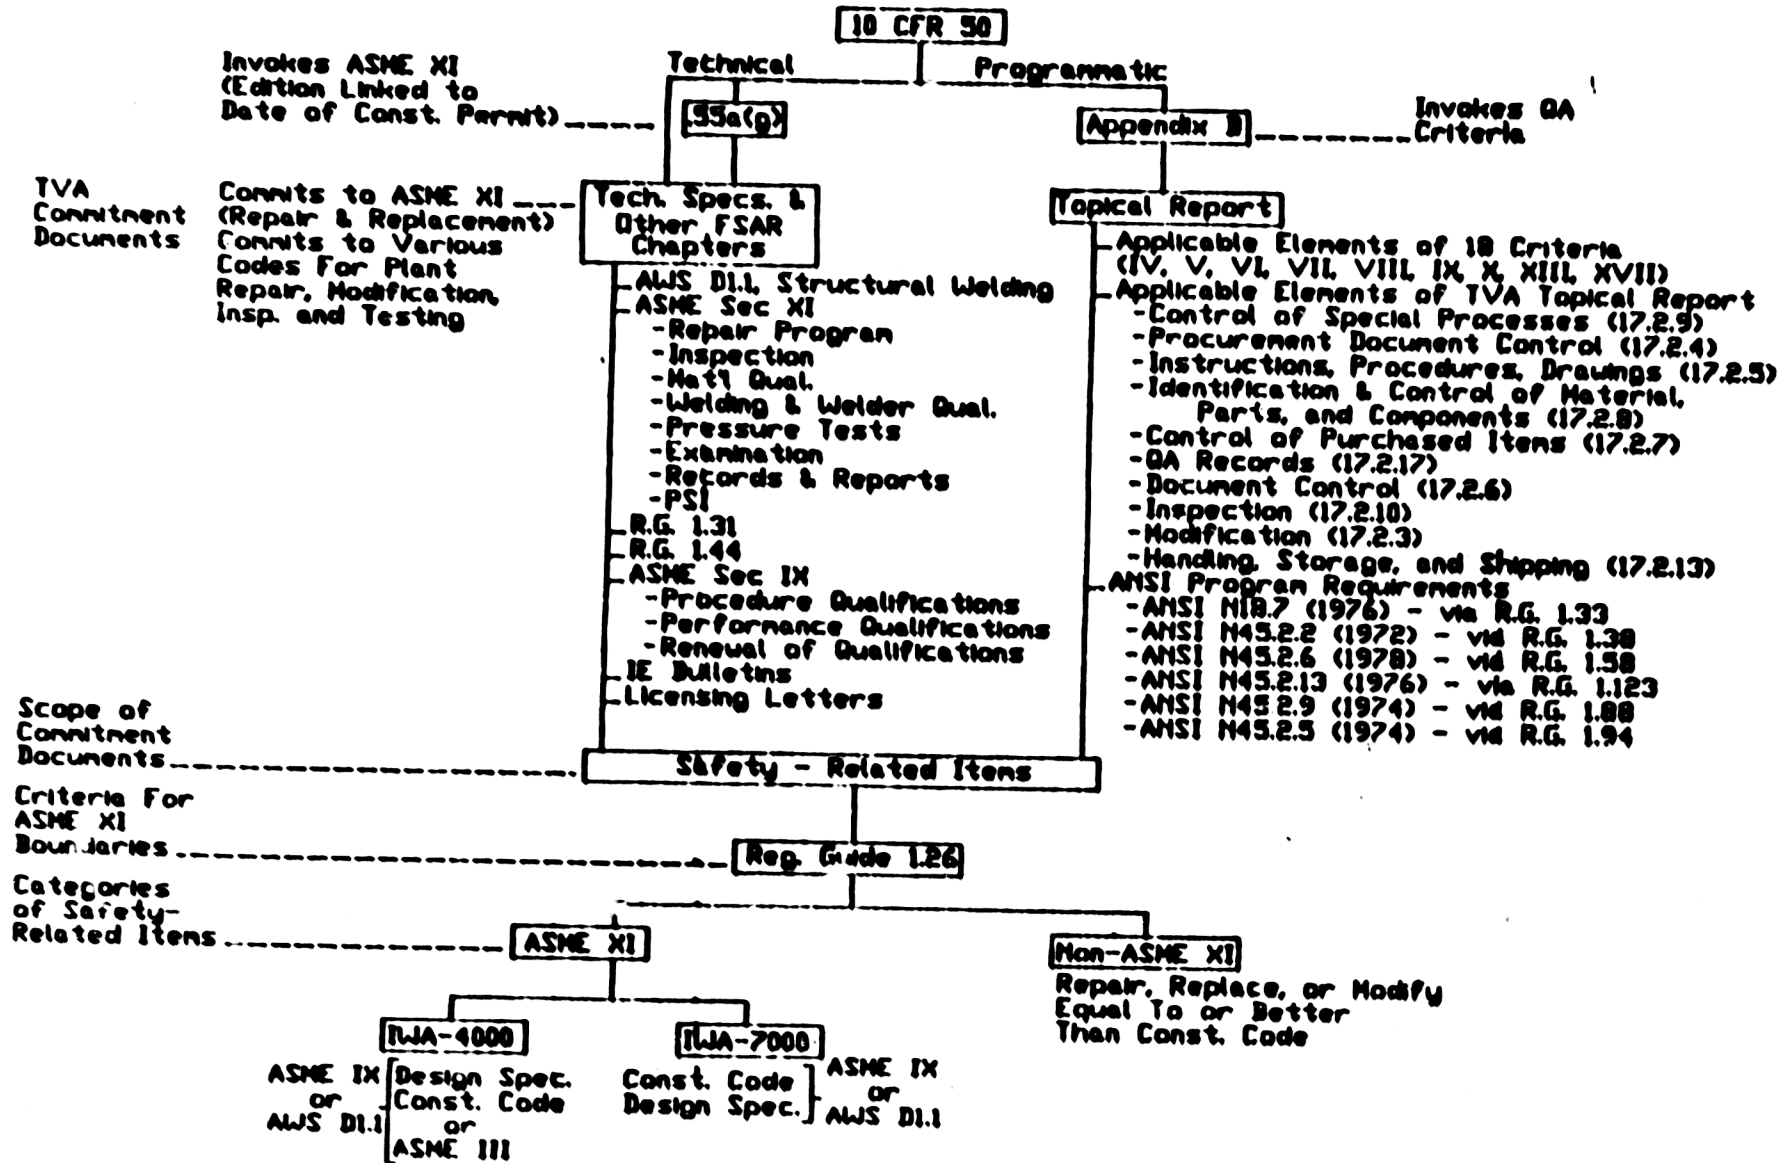 10 CFR 50
Technical
Programmatic
Invokes ASME XI
(Edition Linked to
Date of Const. Permit)
.55a(g)
Appendix B
Invokes QA
Criteria
TVA
Commitment
Documents
Commits to ASME XI
(Repair & Replacement)
Commits to Various
Codes For Plant
Repair, Modification,
Insp. and Testing
Tech. Specs. &
Other FSAR
Chapters
AWS D1.1, Structural Welding
ASME Sec XI
-Repair Program
-Inspection
-Mat'l Qual.
-Welding & Welder Qual.
-Pressure Tests
-Examination
-Records & Reports
-PSI
R.G. 1.31
R.G. 1.44
ASME Sec IX
-Procedure Qualifications
-Performance Qualifications
-Renewal of Qualifications
IE Bulletins
Licensing Letters
Topical Report
Applicable Elements of 18 Criteria
(IV, V, VI, VII, VIII, IX, X, XIII, XVII)
Applicable Elements of TVA Topical Report
-Control of Special Processes (17.2.9)
-Procurement Document Control (17.2.4)
-Instructions, Procedures, Drawings (17.2.5)
-Identification & Control of Material,
Parts, and Components (17.2.8)
-Control of Purchased Items (17.2.7)
-QA Records (17.2.17)
-Document Control (17.2.6)
-Inspection (17.2.10)
-Modification (17.2.3)
-Handling, Storage, and Shipping (17.2.13)
ANSI Program Requirements
-ANSI N18.7 (1976) - via R.G. 1.33
-ANSI N45.2.2 (1972) - via R.G. 1.38
-ANSI N45.2.6 (1978) - via R.G. 1.58
-ANSI N45.2.13 (1976) - via R.G. 1.123
-ANSI N45.2.9 (1974) - via R.G. 1.88
-ANSI N45.2.5 (1974) - via R.G. 1.94
Scope of
Commitment
Documents
Safety - Related Items
Criteria For
ASME XI
Boundaries
Reg. Guide 1.26
Categories
of Safety-
Related Items
ASME XI
Non-ASME XI
Repair, Replace, or Modify
Equal To or Better
Than Const. Code
IWA-4000
ASME IX
or
AWS D1.1
Design Spec.
Const. Code
or
ASME III
IWA-7000
Const. Code
Design Spec.
ASME IX
or
AWS D1.1